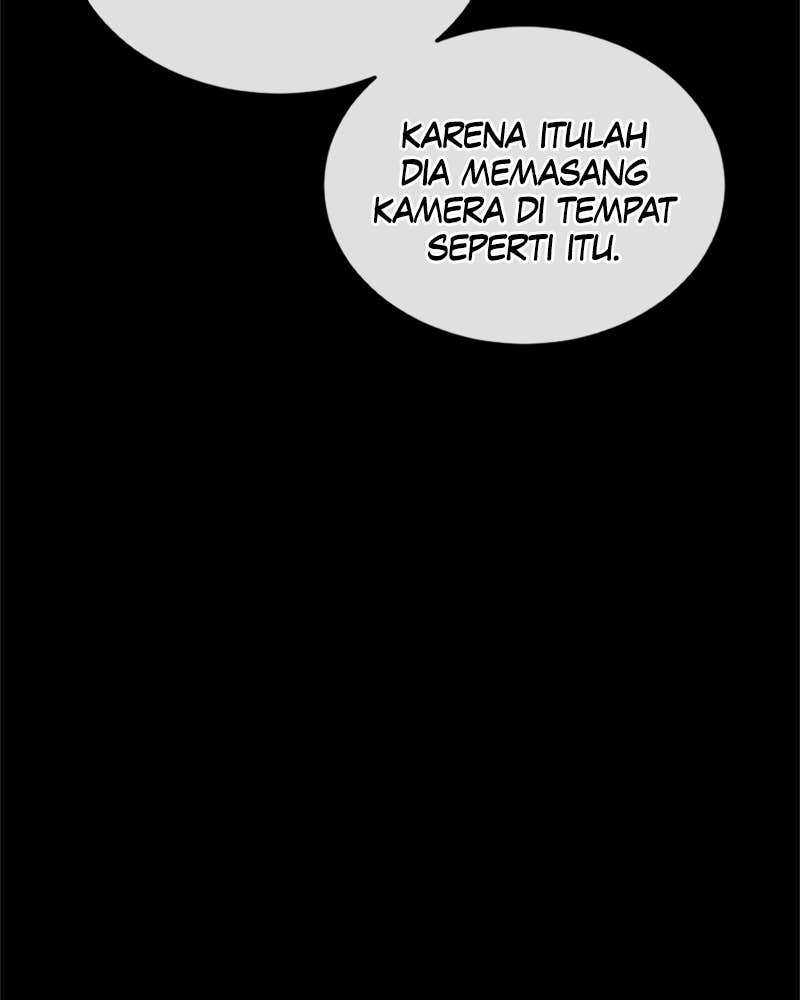 KARENA ITULAH
DIA MEMASANG
KAMERA DI TEMPAT
SEPERTI ITU.